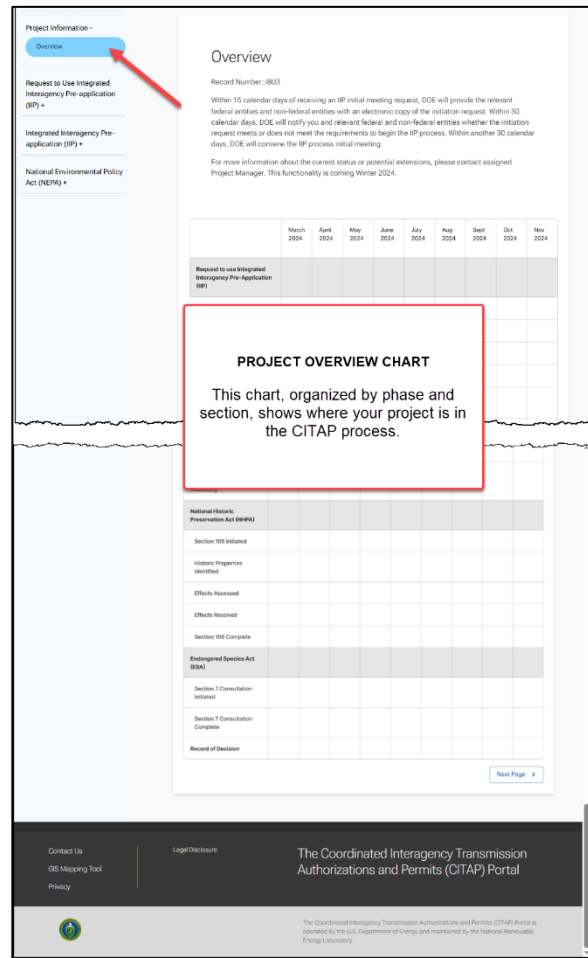 Project Information -
Overview
Request to Use Integrated
Interagency Pre-application
(IIP) +
Integrated Interagency Pre-
application (IIP) +
National Environmental Policy
Act (NEPA) +
Overview
Record Number: I8U3
Within 15 calendar days of receiving an IIP initial meeting request, DOE will provide the relevant
federal entities and non-federal entities with an electronic copy of the initiation request. Within 30
calendar days, DOE will notify you and relevant federal and non-federal entities whether the initiation
request meets or does not meet the requirements to begin the IIP process. Within another 30 calendar
days, DOE will convene the IIP process initial meeting.
For more information about the current status or potential extensions, please contact assigned
Project Manager. This functionality is coming Winter 2024.
March 2024 April 2024 May 2024 June 2024 July 2024 Aug 2024 Sept 2024 Oct 2024 Nov 2024
Request to use Integrated
Interagency Pre-Application
(IIP)
PROJECT OVERVIEW CHART
This chart, organized by phase and
section, shows where your project is in
the CITAP process.
National Historic
Preservation Act (NHPA)
Section 106 Initiated
Historic Properties
Identified
Effects Assessed
Effects Resolved
Section 106 Complete
Endangered Species Act
(ESA)
Section 7 Consultation
Initiated
Section 7 Consultation
Complete
Record of Decision
Next Page >
Contact Us
GIS Mapping Tool
Privacy
Legal Disclosure
The Coordinated Interagency Transmission
Authorizations and Permits (CITAP) Portal
The Coordinated Interagency Transmission Authorizations and Permits (CITAP) Portal is
operated by the U.S. Department of Energy and maintained by the National Renewable
Energy Laboratory.